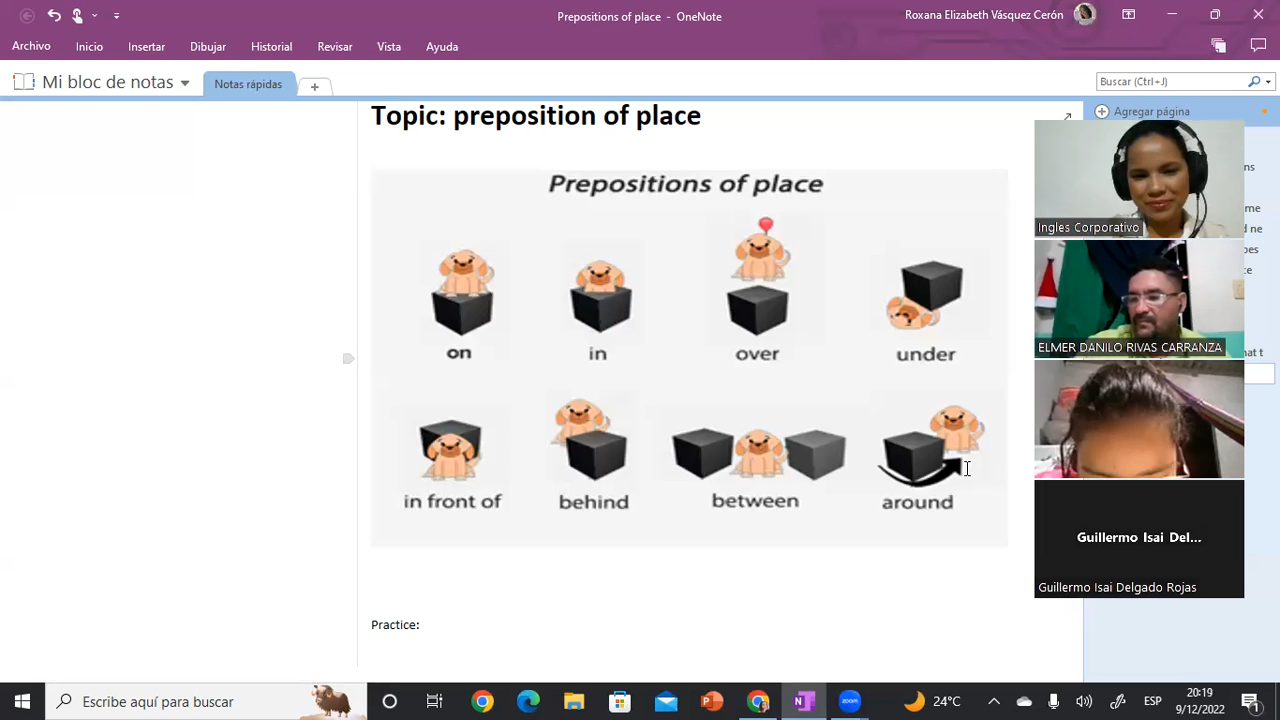 Prepositions of place - OneNote
Roxana Elizabeth Vásquez Cerón
Archivo Inicio Insertar Dibujar Historial Revisar Vista Ayuda
Mi bloc de notas
Notas rápidas
+
Buscar (Ctrl+J)
Topic: preposition of place
Agregar página
Prepositions of place
on in over under
in front of behind between around
Practice:
Ingles Corporativo
ELMER DANILO RIVAS CARRANZA
Guillermo Isai Del...
Guillermo Isai Delgado Rojas
Escribe aquí para buscar
zoom
24°C
ESP
20:19
9/12/2022
1